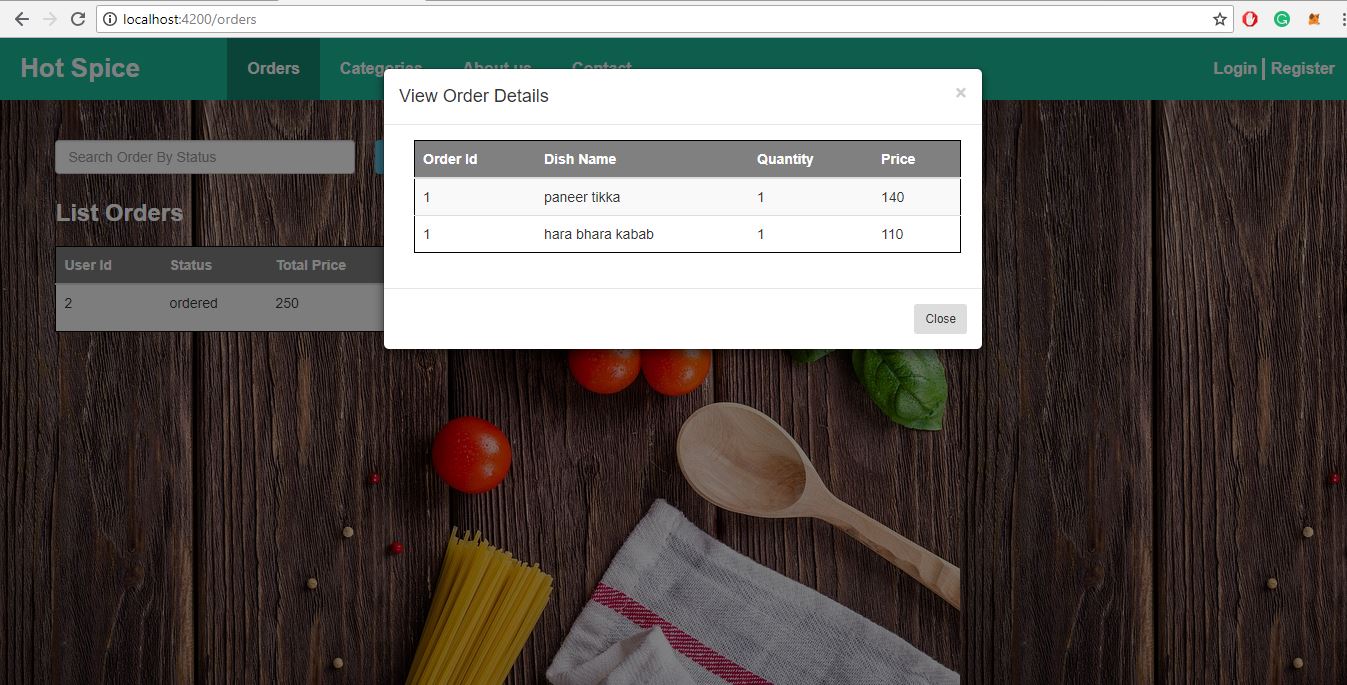 localhost:4200/orders
Hot Spice Orders Categories About us Contact Login | Register
View Order Details ×
Order Id Dish Name Quantity Price
1 paneer tikka 1 140
1 hara bhara kabab 1 110
Close
Search Order By Status
List Orders
User Id Status Total Price
2 ordered 250